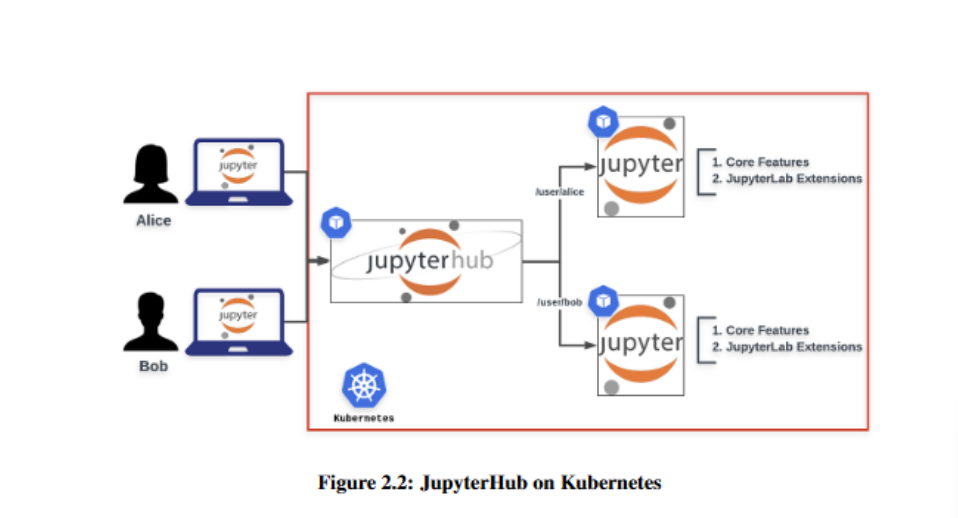 jupyter
Alice
jupyter
Bob
jupyterhub
/user/alice
jupyter
1. Core Features
2. JupyterLab Extensions
/user/bob
jupyter
1. Core Features
2. JupyterLab Extensions
Kubernetes
Figure 2.2: JupyterHub on Kubernetes